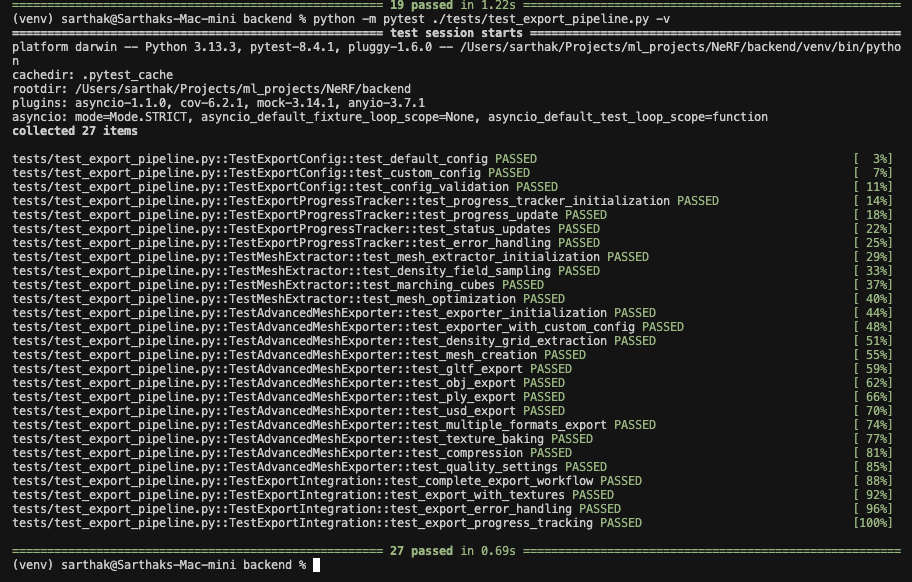 ============================================ 19 passed in 1.22s ============================================
(venv) sarthak@Sarthaks-Mac-mini backend % python -m pytest ./tests/test_export_pipeline.py -v
============================================ test session starts ============================================
platform darwin -- Python 3.13.3, pytest-8.4.1, pluggy-1.6.0 -- /Users/sarthak/Projects/ml_projects/NeRF/backend/venv/bin/pytho
n
cachedir: .pytest_cache
rootdir: /Users/sarthak/Projects/ml_projects/NeRF/backend
plugins: asyncio-1.1.0, cov-6.2.1, mock-3.14.1, anyio-3.7.1
asyncio: mode=Mode.STRICT, asyncio_default_fixture_loop_scope=None, asyncio_default_test_loop_scope=function
collected 27 items
tests/test_export_pipeline.py::TestExportConfig::test_default_config PASSED [  3%]
tests/test_export_pipeline.py::TestExportConfig::test_custom_config PASSED [  7%]
tests/test_export_pipeline.py::TestExportConfig::test_config_validation PASSED [ 11%]
tests/test_export_pipeline.py::TestExportProgressTracker::test_progress_tracker_initialization PASSED [ 14%]
tests/test_export_pipeline.py::TestExportProgressTracker::test_progress_update PASSED [ 18%]
tests/test_export_pipeline.py::TestExportProgressTracker::test_status_updates PASSED [ 22%]
tests/test_export_pipeline.py::TestExportProgressTracker::test_error_handling PASSED [ 25%]
tests/test_export_pipeline.py::TestMeshExtractor::test_mesh_extractor_initialization PASSED [ 29%]
tests/test_export_pipeline.py::TestMeshExtractor::test_density_field_sampling PASSED [ 33%]
tests/test_export_pipeline.py::TestMeshExtractor::test_marching_cubes PASSED [ 37%]
tests/test_export_pipeline.py::TestMeshExtractor::test_mesh_optimization PASSED [ 40%]
tests/test_export_pipeline.py::TestAdvancedMeshExporter::test_exporter_initialization PASSED [ 44%]
tests/test_export_pipeline.py::TestAdvancedMeshExporter::test_exporter_with_custom_config PASSED [ 48%]
tests/test_export_pipeline.py::TestAdvancedMeshExporter::test_density_grid_extraction PASSED [ 51%]
tests/test_export_pipeline.py::TestAdvancedMeshExporter::test_mesh_creation PASSED [ 55%]
tests/test_export_pipeline.py::TestAdvancedMeshExporter::test_gltf_export PASSED [ 59%]
tests/test_export_pipeline.py::TestAdvancedMeshExporter::test_obj_export PASSED [ 62%]
tests/test_export_pipeline.py::TestAdvancedMeshExporter::test_ply_export PASSED [ 66%]
tests/test_export_pipeline.py::TestAdvancedMeshExporter::test_usd_export PASSED [ 70%]
tests/test_export_pipeline.py::TestAdvancedMeshExporter::test_multiple_formats_export PASSED [ 74%]
tests/test_export_pipeline.py::TestAdvancedMeshExporter::test_texture_baking PASSED [ 77%]
tests/test_export_pipeline.py::TestAdvancedMeshExporter::test_compression PASSED [ 81%]
tests/test_export_pipeline.py::TestAdvancedMeshExporter::test_quality_settings PASSED [ 85%]
tests/test_export_pipeline.py::TestExportIntegration::test_complete_export_workflow PASSED [ 88%]
tests/test_export_pipeline.py::TestExportIntegration::test_export_with_textures PASSED [ 92%]
tests/test_export_pipeline.py::TestExportIntegration::test_export_error_handling PASSED [ 96%]
tests/test_export_pipeline.py::TestExportIntegration::test_export_progress_tracking PASSED [100%]
============================================ 27 passed in 0.69s ============================================
(venv) sarthak@Sarthaks-Mac-mini backend %